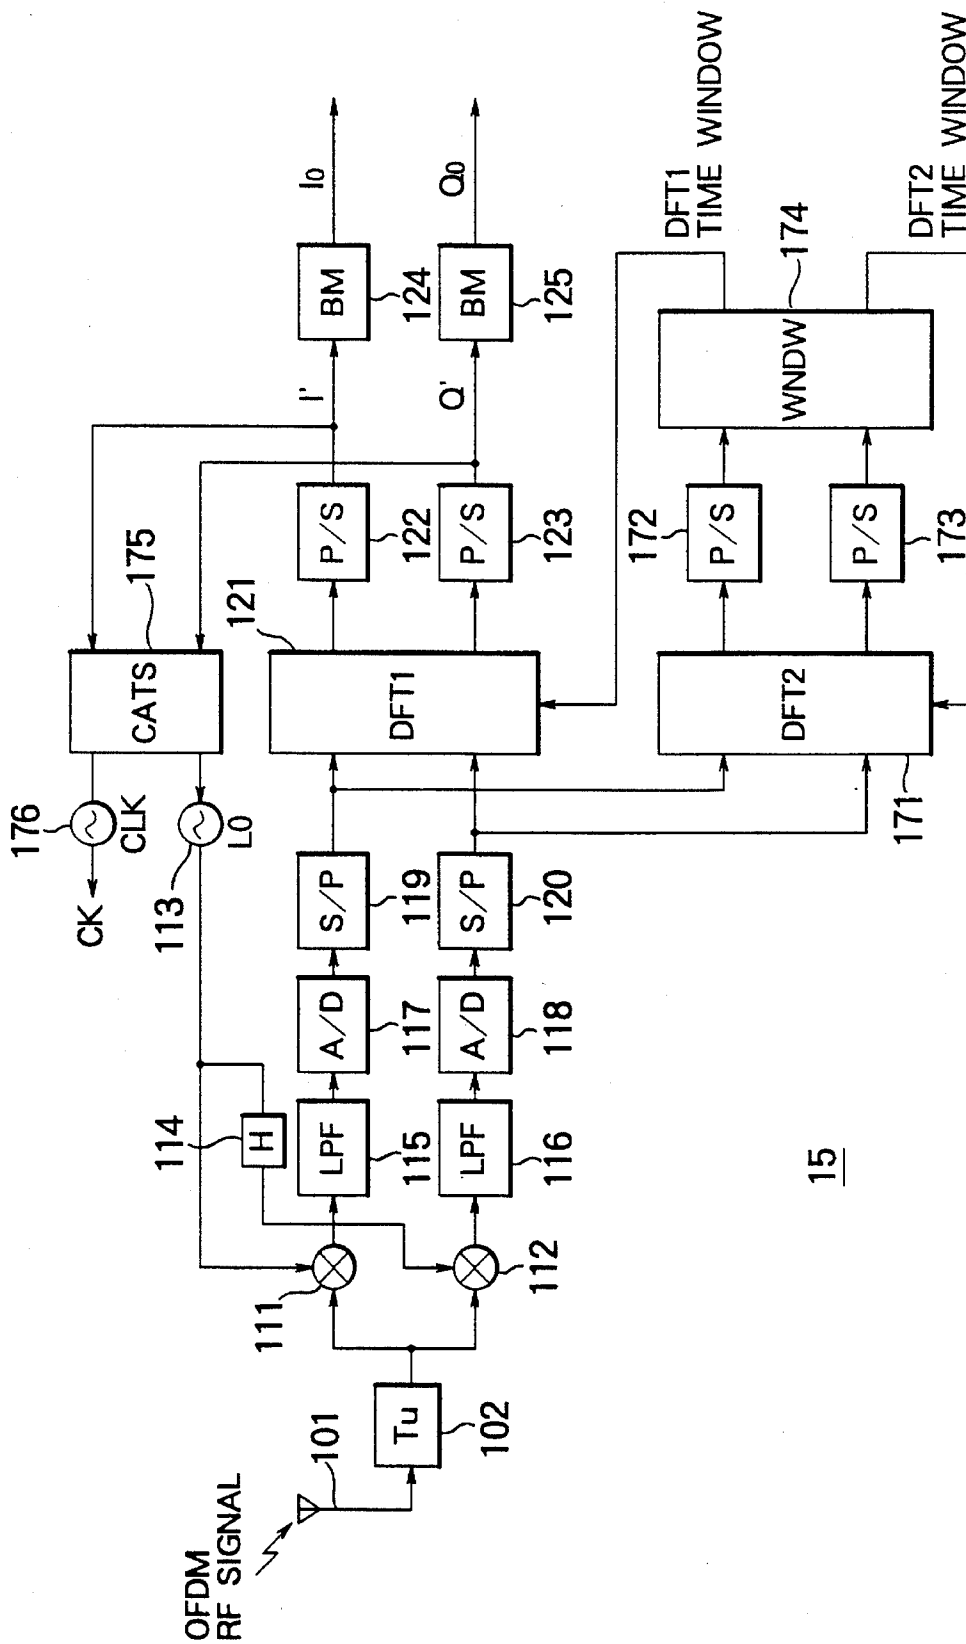 OFDM
RF SIGNAL
101
Tu
102
111
112
114
H
LPF
115
LPF
116
A/D
117
A/D
118
S/P
119
S/P
120
CK
176
CLK
113
L0
CATS
175
121
DFT1
P/S
122
P/S
123
I'
Q'
BM
124
BM
125
I0
Q0
DFT2
171
172
P/S
P/S
173
WNDW
174
DFT1
TIME WINDOW
DFT2
TIME WINDOW
15